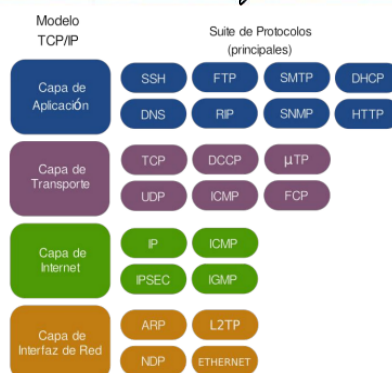 Modelo
TCP/IP
Suite de Protocolos
(principales)
Capa de
Aplicación
SSH
FTP
SMTP
DHCP
DNS
RIP
SNMP
HTTP
Capa de
Transporte
TCP
DCCP
µTP
UDP
ICMP
FCP
Capa de
Internet
IP
ICMP
IPSEC
IGMP
Capa de
Interfaz de Red
ARP
L2TP
NDP
ETHERNET